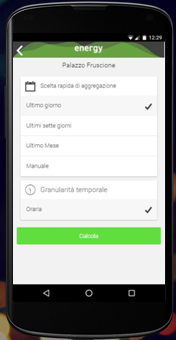 12:29
energy
Palazzo Fruscione
Scelta rapida di aggregazione
Ultimo giorno
Ultimi sette giorni
Ultimo Mese
Manuale
Granularità temporale
Oraria
Calcola